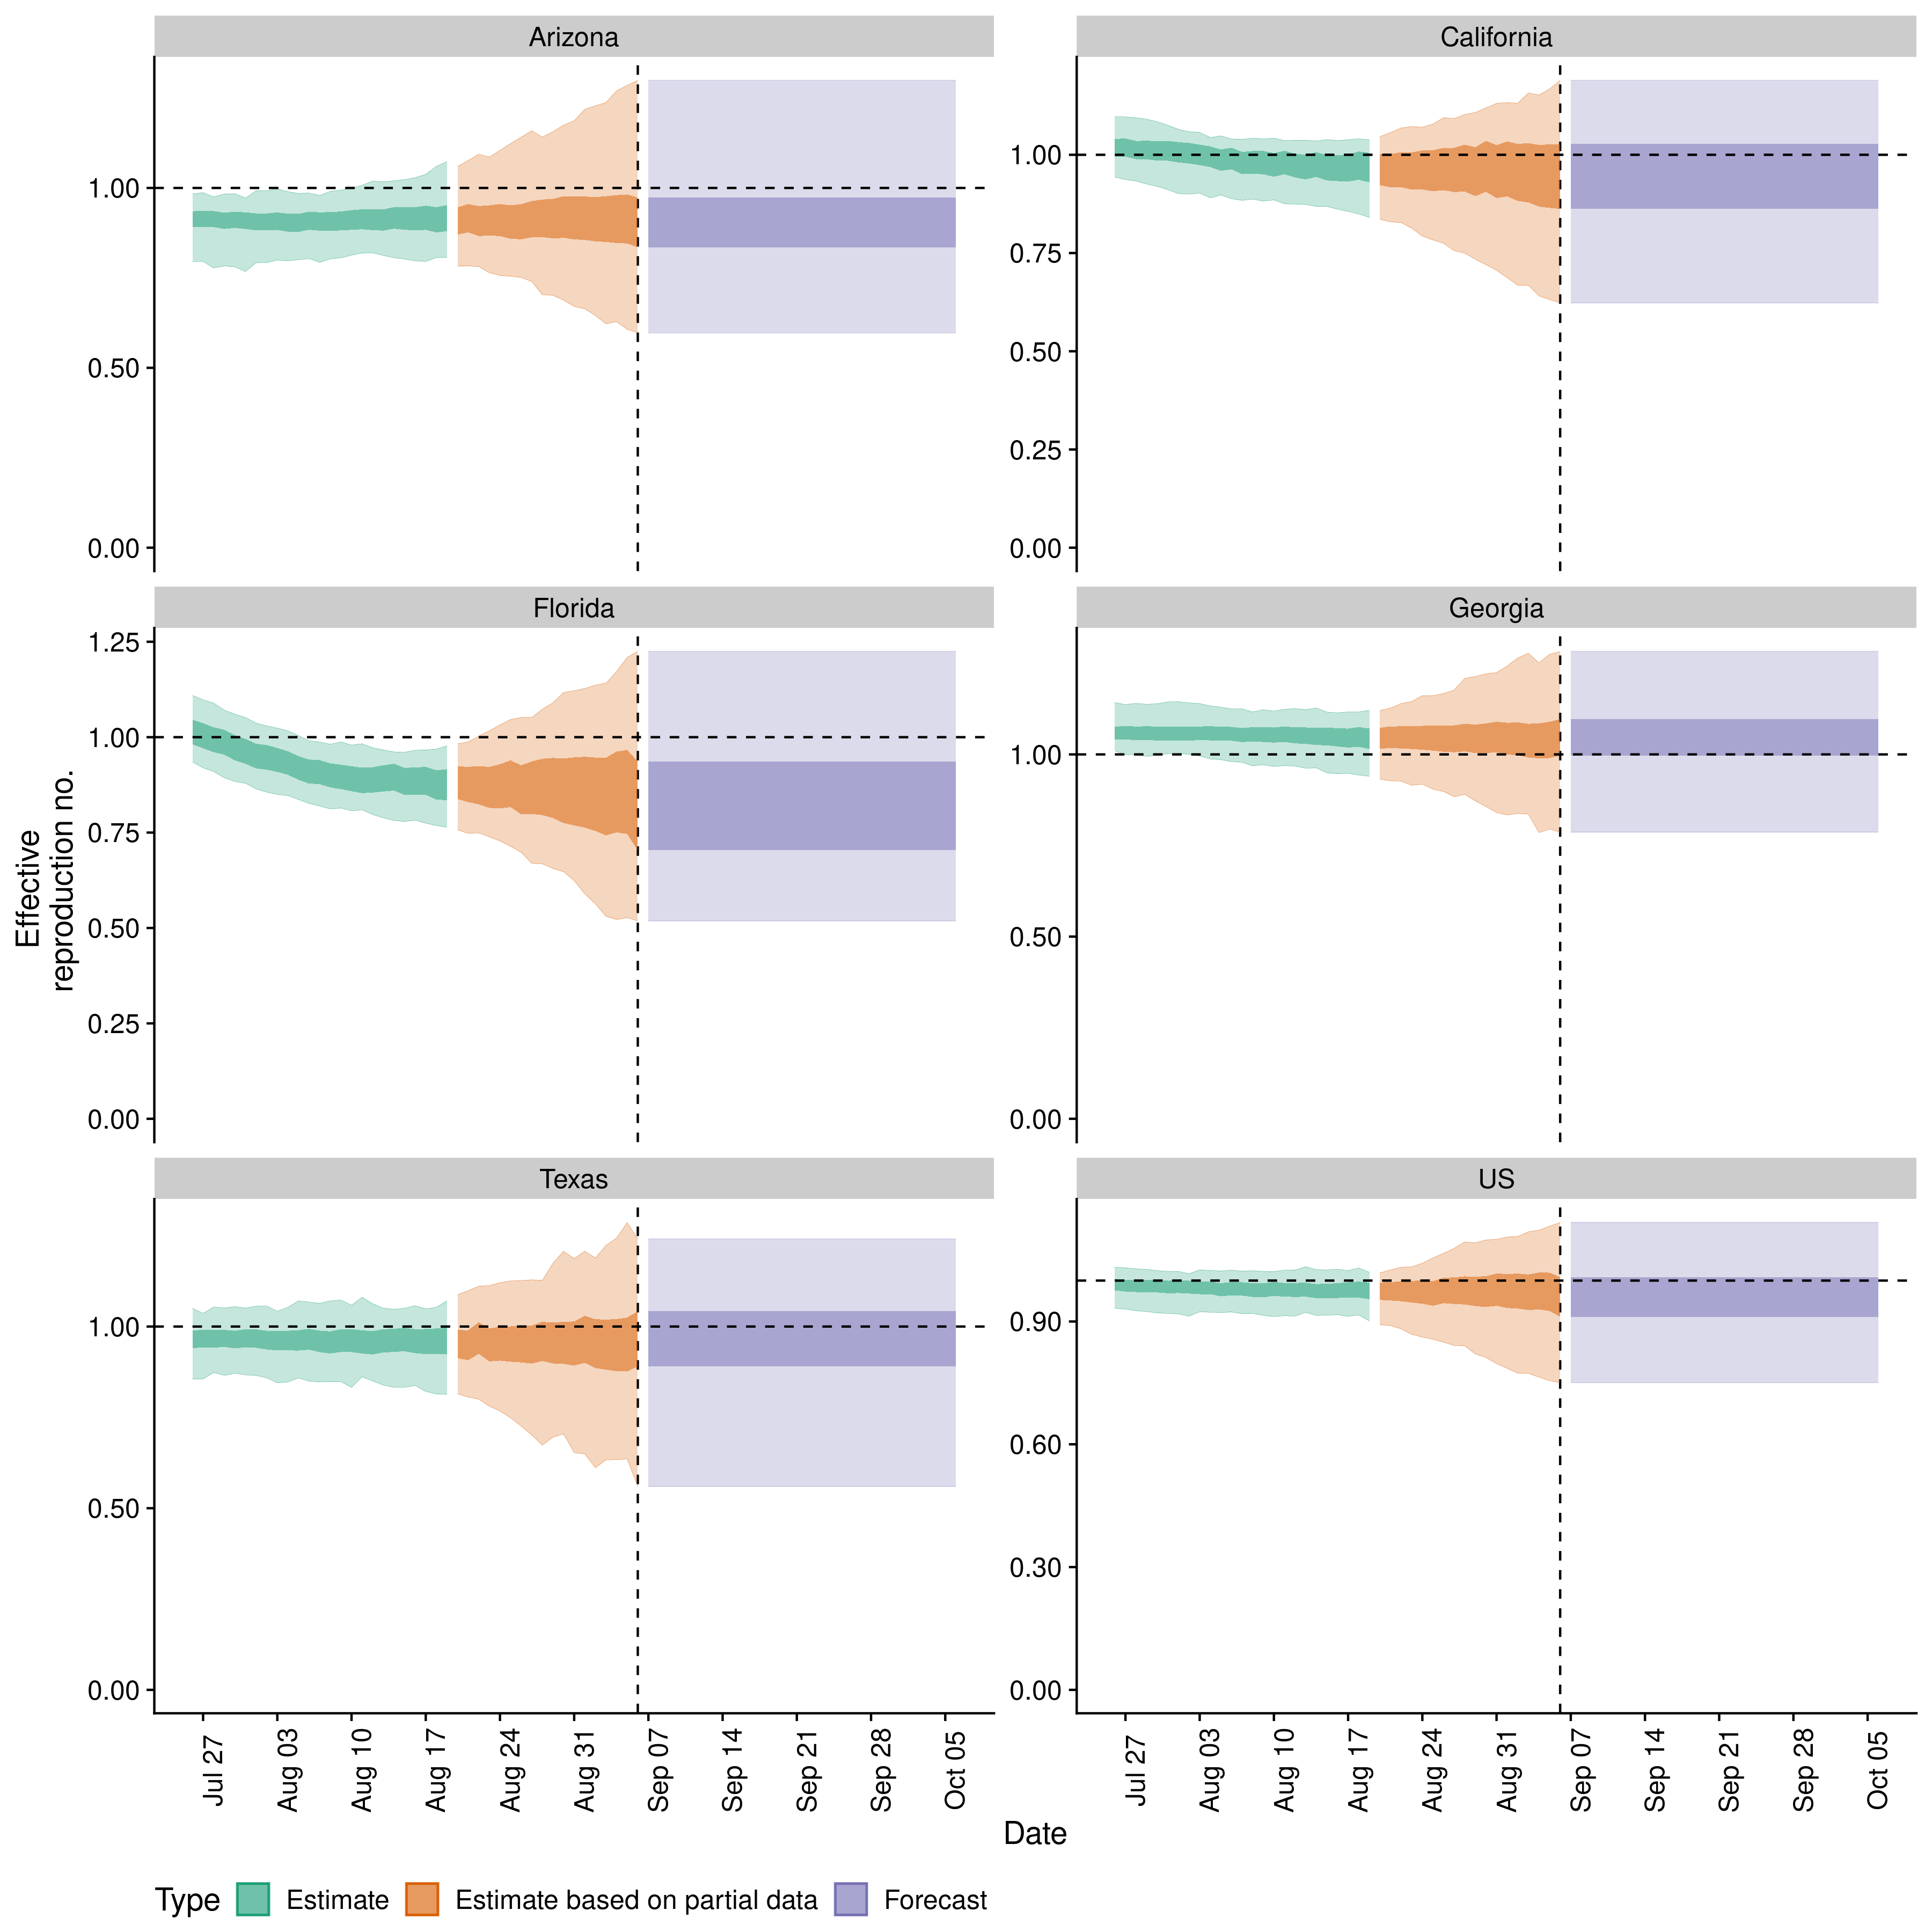 Arizona
California
1.00
0.50
0.00
1.00
0.75
0.50
0.25
0.00
Florida
Georgia
Effective
reproduction no.
1.25
1.00
0.75
0.50
0.25
0.00
1.00
0.50
0.00
Texas
US
1.00
0.50
0.00
0.90
0.60
0.30
0.00
Jul 27
Aug 03
Aug 10
Aug 17
Aug 24
Aug 31
Sep 07
Sep 14
Sep 21
Sep 28
Oct 05
Jul 27
Aug 03
Aug 10
Aug 17
Aug 24
Aug 31
Sep 07
Sep 14
Sep 21
Sep 28
Oct 05
Date
Type Estimate Estimate based on partial data Forecast